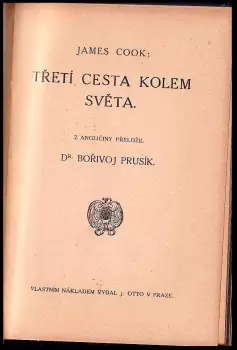 JAMES COOK:
TŘETÍ CESTA KOLEM
SVĚTA.
Z ANGLIČINY PŘELOŽIL
DR. BOŘIVOJ PRUSÍK.
VLASTNÍM NÁKLADEM VYDAL J. OTTO V PRAZE.